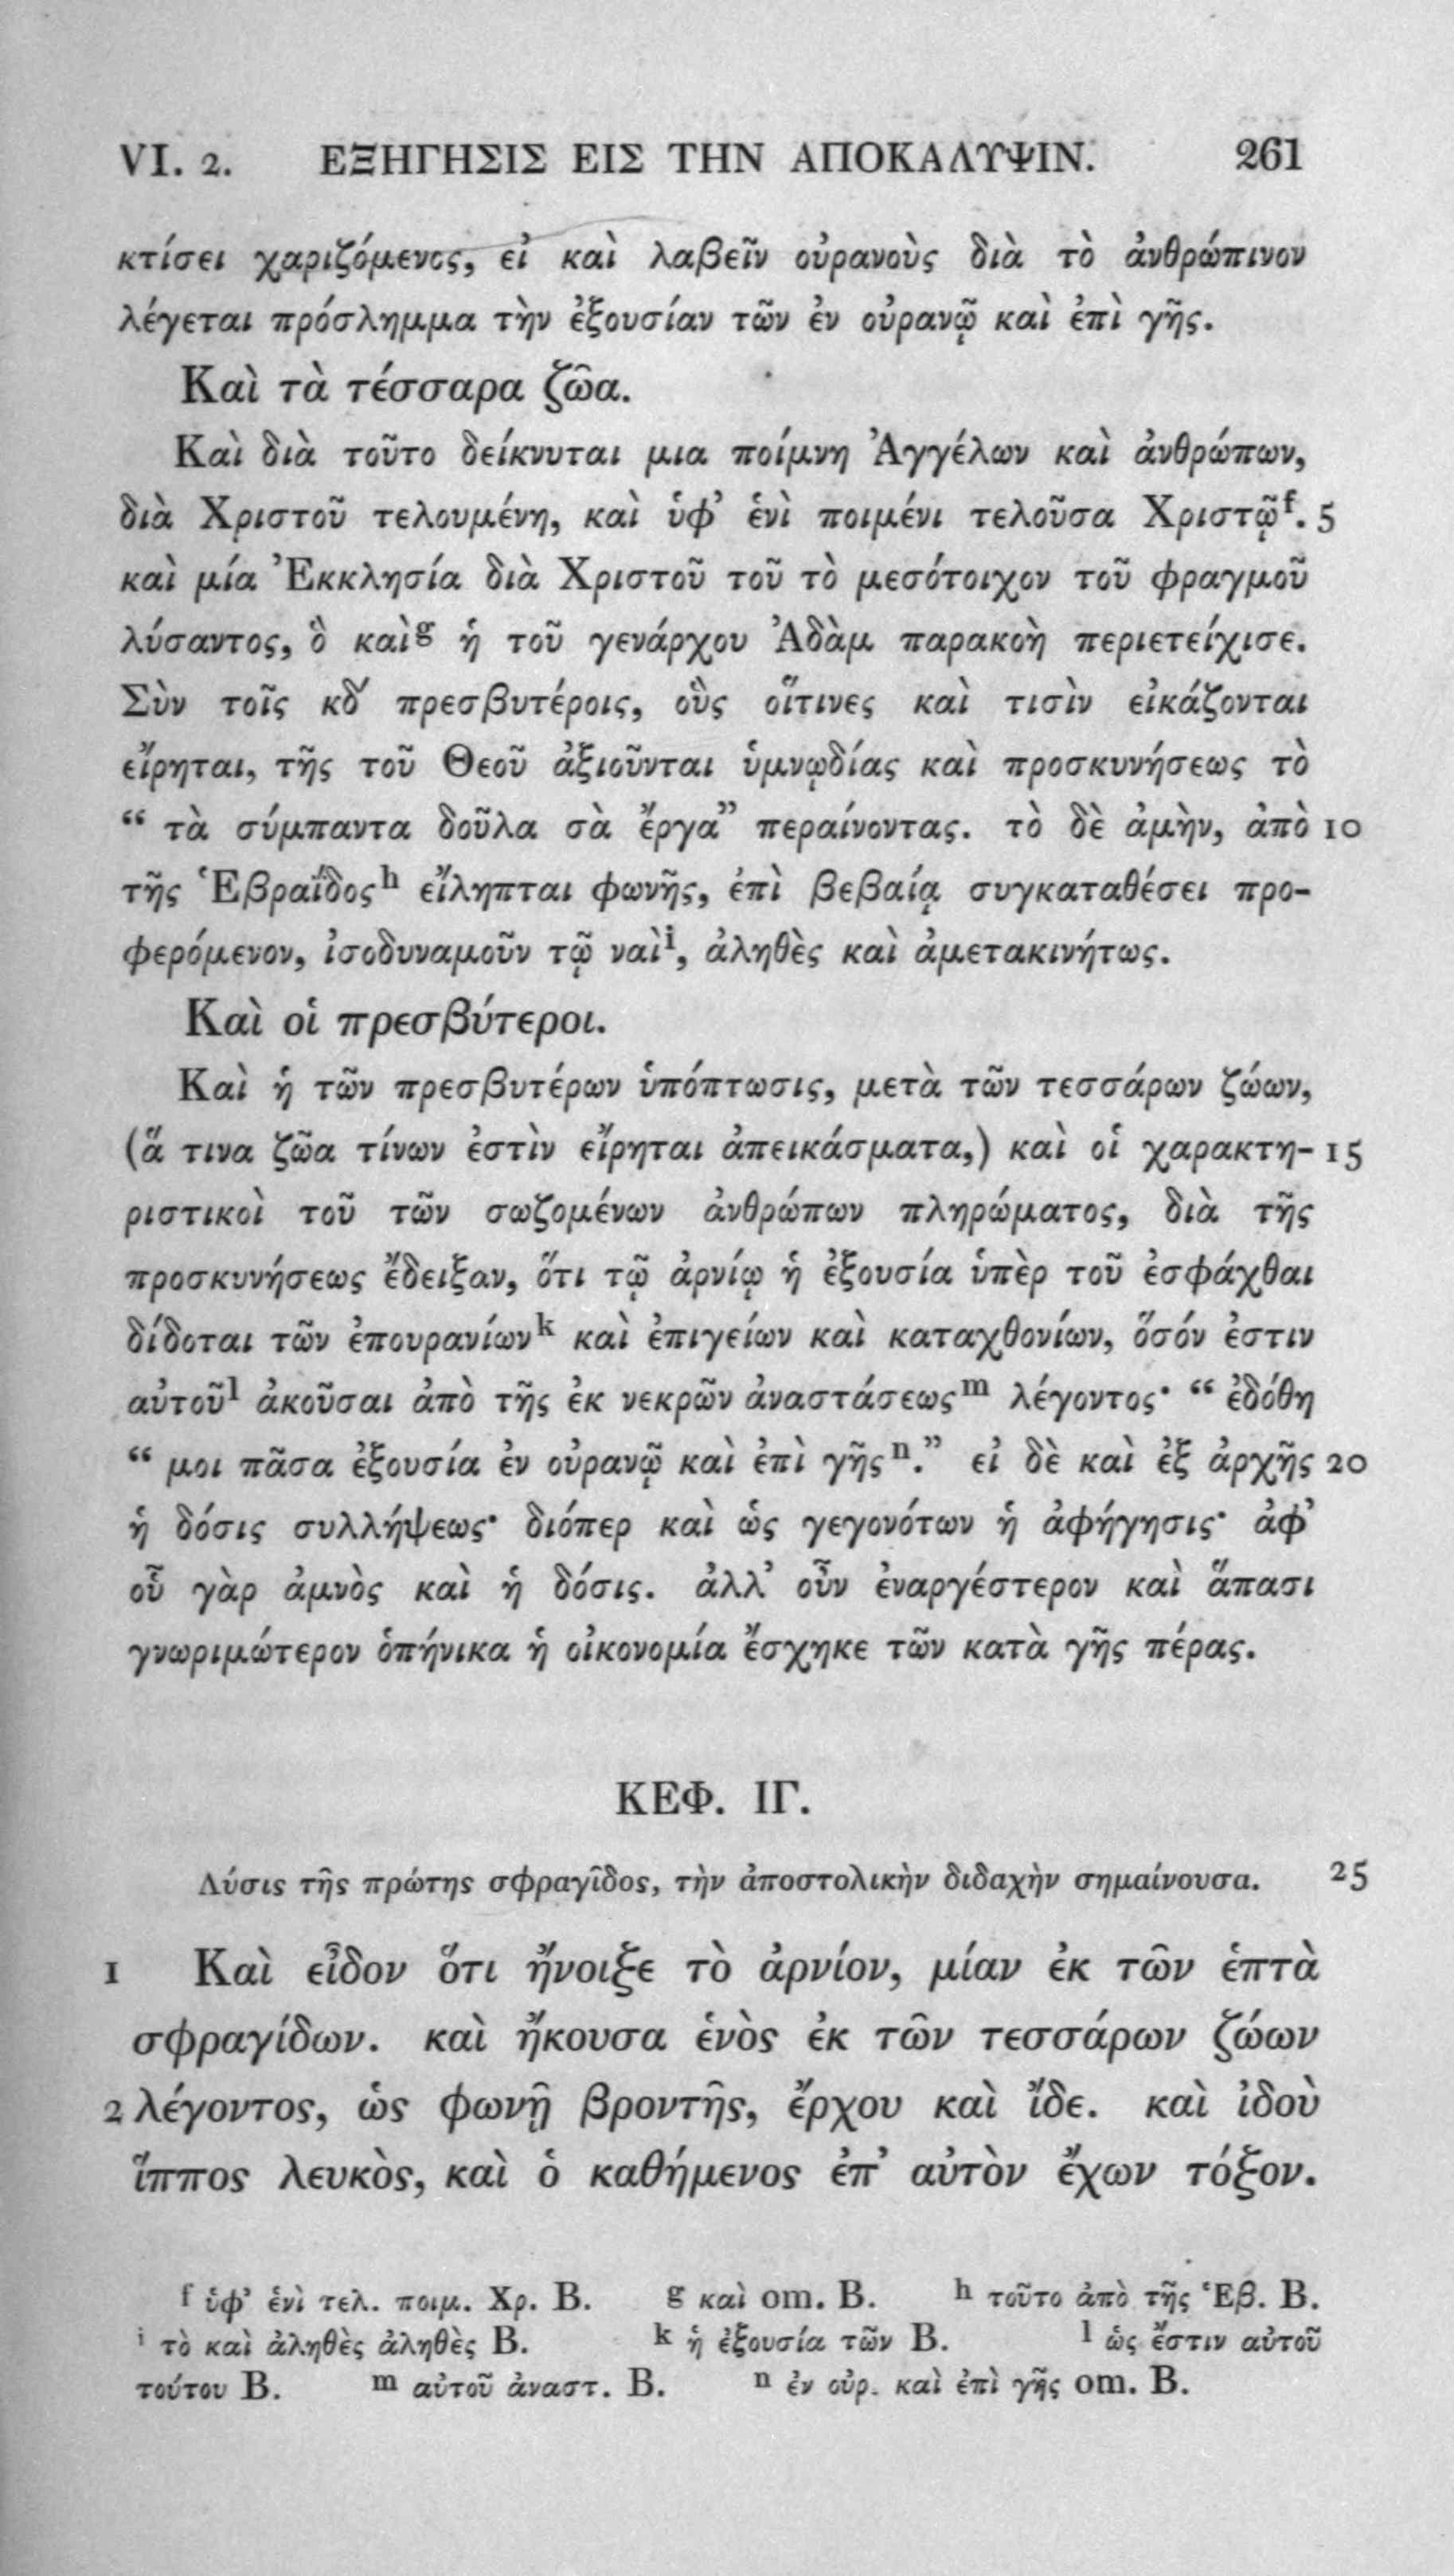 VI. 2. ΕΞΗΓΗΣΙΣ ΕΙΣ ΤΗΝ ΑΠΟΚΑΛΥΨΙΝ. 261
κτίσει χαριζόμενος, εἰ καὶ λαβεῖν οὐρανοὺς διὰ τὸ ἀνθρώπινον
λέγεται πρόσλημμα τὴν ἐξουσίαν τῶν ἐν οὐρανῷ καὶ ἐπὶ γῆς.
Καὶ τὰ τέσσαρα ζῶα.
Καὶ διὰ τοῦτο δείκνυται μια ποίμνη Ἀγγέλων καὶ ἀνθρώπων,
διὰ Χριστοῦ τελουμένη, καὶ ὑφ’ ἑνὶ ποιμένι τελοῦσα Χριστῷ f. 5
καὶ μία Ἐκκλησία διὰ Χριστοῦ τοῦ τὸ μεσότοιχον τοῦ φραγμοῦ
λύσαντος, ὃ καὶ g ἡ τοῦ γενάρχου Ἀδὰμ παρακοὴ περιετείχισε.
Σὺν τοῖς κδ′ πρεσβυτέροις, οὓς οἵτινες καὶ τισὶν εἰκάζονται
εἴρηται, τῆς τοῦ Θεοῦ ἀξιοῦνται ὑμνῳδίας καὶ προσκυνήσεως τὸ
“ τὰ σύμπαντα δοῦλα σὰ ἔργα” περαίνοντας. τὸ δὲ ἀμὴν, ἀπὸ 10
τῆς Ἑβραΐδος h εἴληπται φωνῆς, ἐπὶ βεβαίᾳ συγκαταθέσει προ-
φερόμενον, ἰσοδυναμοῦν τῷ ναὶ i, ἀληθὲς καὶ ἀμετακινήτως.
Καὶ οἱ πρεσβύτεροι.
Καὶ ἡ τῶν πρεσβυτέρων ὑπόπτωσις, μετὰ τῶν τεσσάρων ζώων,
(ἅ τινα ζῶα τίνων ἐστὶν εἴρηται ἀπεικάσματα,) καὶ οἱ χαρακτη- 15
ριστικοὶ τοῦ τῶν σωζομένων ἀνθρώπων πληρώματος, διὰ τῆς
προσκυνήσεως ἔδειξαν, ὅτι τῷ ἀρνίῳ ἡ ἐξουσία ὑπὲρ τοῦ ἐσφάχθαι
δίδοται τῶν ἐπουρανίων k καὶ ἐπιγείων καὶ καταχθονίων, ὅσόν ἐστιν
αὐτοῦ l ἀκοῦσαι ἀπὸ τῆς ἐκ νεκρῶν ἀναστάσεως m λέγοντος· “ ἐδόθη
“ μοι πᾶσα ἐξουσία ἐν οὐρανῷ καὶ ἐπὶ γῆς n.” εἰ δὲ καὶ ἐξ ἀρχῆς 20
ἡ δόσις συλλήψεως· διόπερ καὶ ὡς γεγονότων ἡ ἀφήγησις· ἀφ’
οὗ γὰρ ἀμνὸς καὶ ἡ δόσις. ἀλλ’ οὖν ἐναργέστερον καὶ ἅπασι
γνωριμώτερον ὁπήνικα ἡ οἰκονομία ἔσχηκε τῶν κατὰ γῆς πέρας.
ΚΕΦ. ΙΓ.
Λύσις τῆς πρώτης σφραγῖδος, τὴν ἀποστολικὴν διδαχὴν σημαίνουσα. 25
1 Καὶ εἶδον ὅτι ἤνοιξε τὸ ἀρνίον, μίαν ἐκ τῶν ἑπτὰ
σφραγίδων. καὶ ἤκουσα ἑνὸς ἐκ τῶν τεσσάρων ζώων
2 λέγοντος, ὡς φωνῇ βροντῆς, ἔρχου καὶ ἴδε. καὶ ἰδοὺ
ἵππος λευκὸς, καὶ ὁ καθήμενος ἐπ’ αὐτὸν ἔχων τόξον.
f ὑφ’ ἑνὶ τελ. ποιμ. Χρ. B. g καὶ om. B. h τοῦτο ἀπὸ τῆς Ἑβ. B.
i τὸ καὶ ἀληθὲς ἀληθὲς B. k ἡ ἐξουσία τῶν B. l ὡς ἔστιν αὐτοῦ
τούτου B. m αὐτοῦ ἀναστ. B. n ἐν οὐρ. καὶ ἐπὶ γῆς om. B.